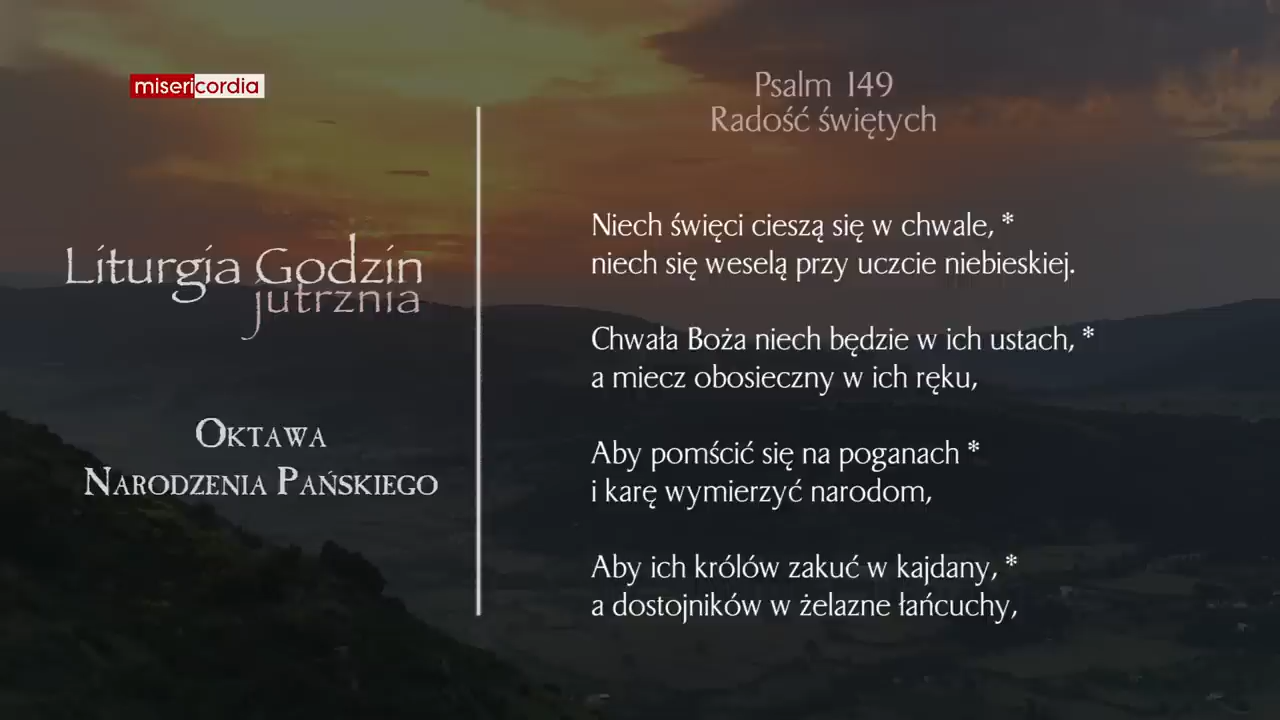 misericordia
Liturgia Godzin
jutrznia
Oktawa
Narodzenia Pańskiego
Psalm 149
Radość świętych
Niech święci cieszą się w chwale, *
niech się weselą przy uczcie niebieskiej.
Chwała Boża niech będzie w ich ustach, *
a miecz obosieczny w ich ręku,
Aby pomścić się na poganach *
i karę wymierzyć narodom,
Aby ich królów zakuć w kajdany, *
a dostojników w żelazne łańcuchy,